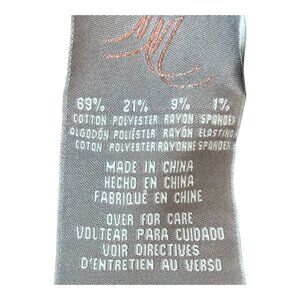 69% 21% 9% 1%
COTTON POLYESTER RAYON SPANDEX
ALGODÓN POLIÉSTER RAYÓN ELASTINO
COTON POLYESTER RAYONNE SPANDEX
MADE IN CHINA
HECHO EN CHINA
FABRIQUÉ EN CHINE
OVER FOR CARE
VOLTEAR PARA CUIDADO
VOIR DIRECTIVES
D'ENTRETIEN AU VERSO